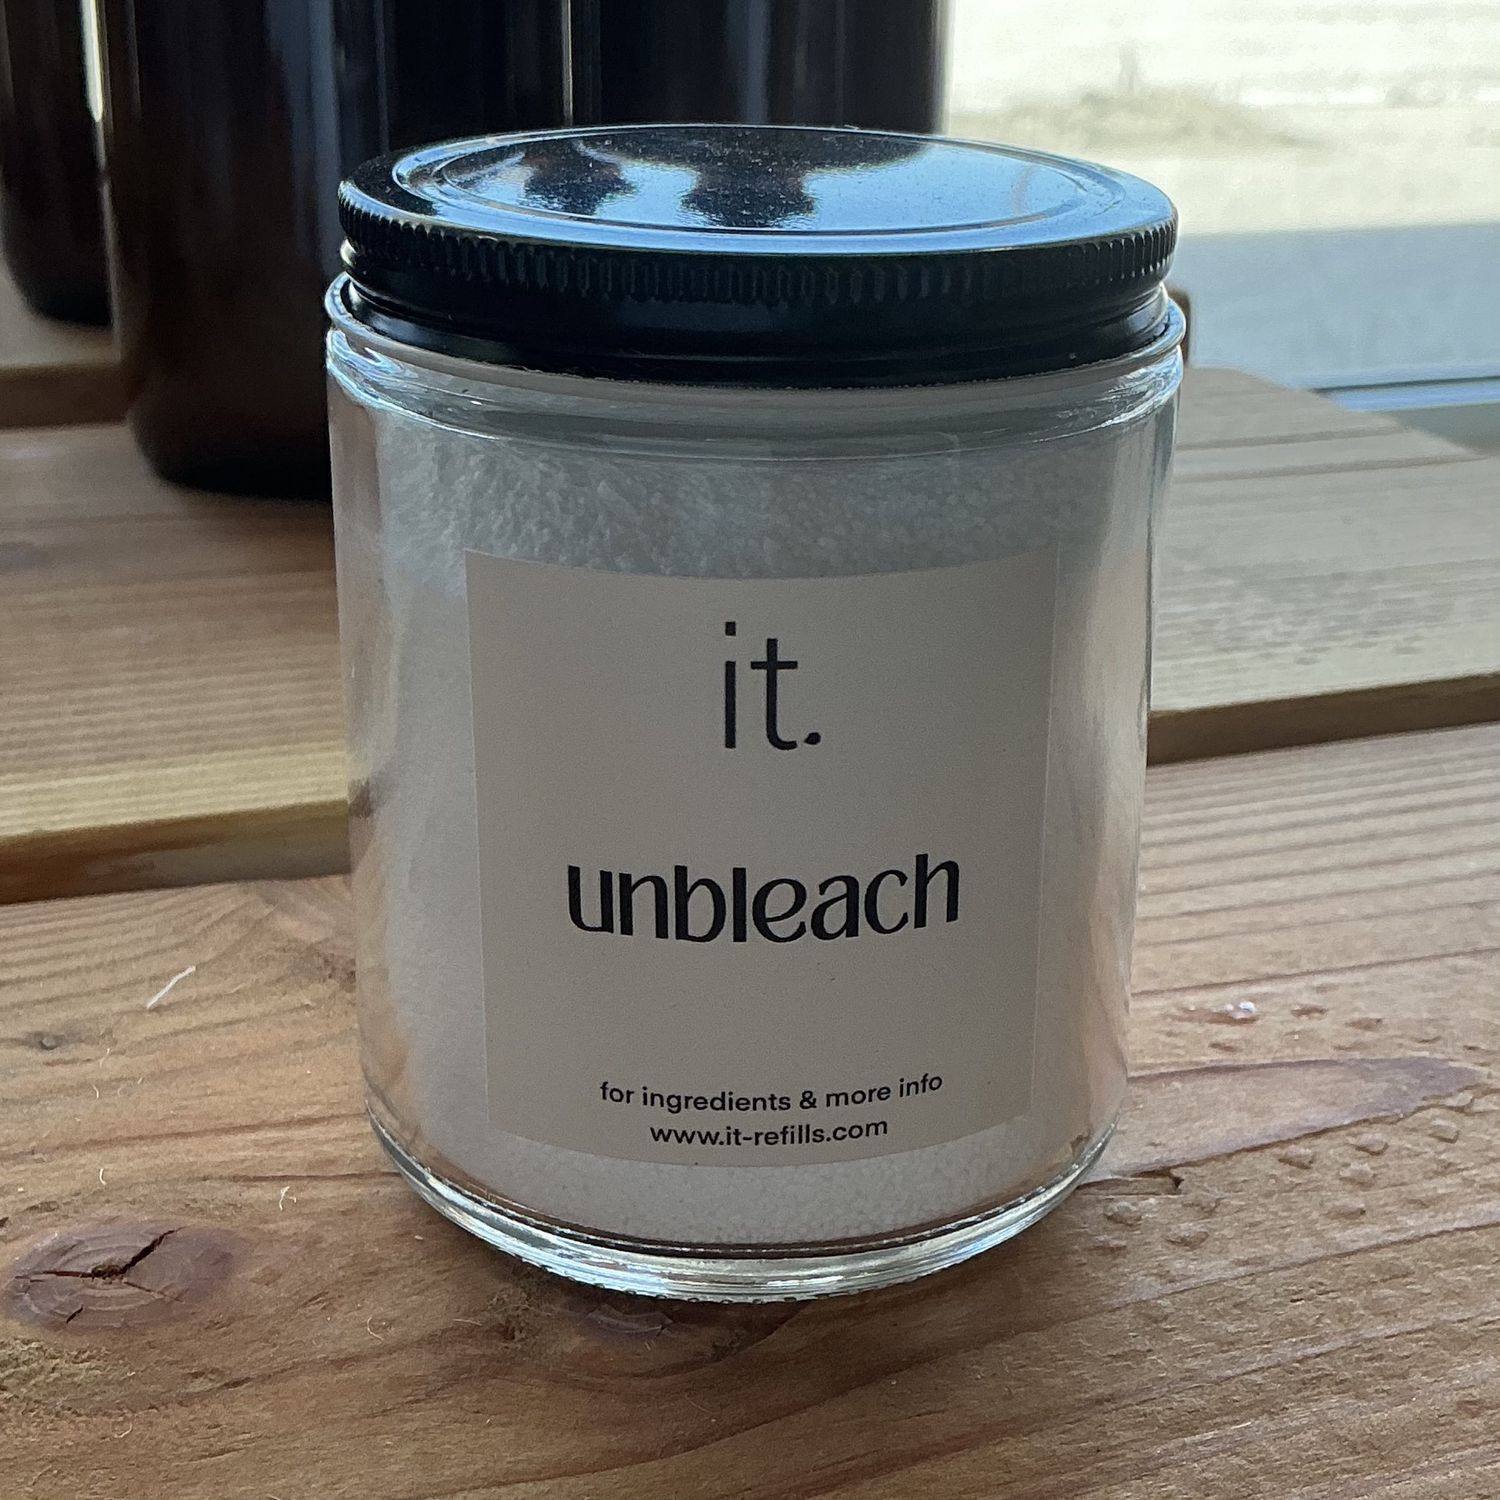 it.
unbleach
for ingredients & more info
www.it-refills.com